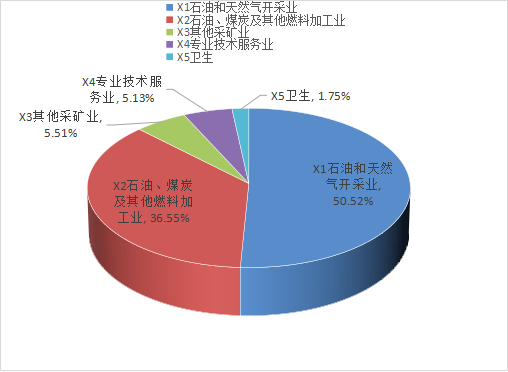 X1石油和天然气开采业
X2石油、煤炭及其他燃料加工业
X3其他采矿业
X4专业技术服务业
X5卫生
X4专业技术服
务业, 5.13%
X5卫生, 1.75%
X3其他采矿业,
5.51%
X1石油和天然
气开采业,
50.52%
X2石油、煤炭
及其他燃料加
工业, 36.55%